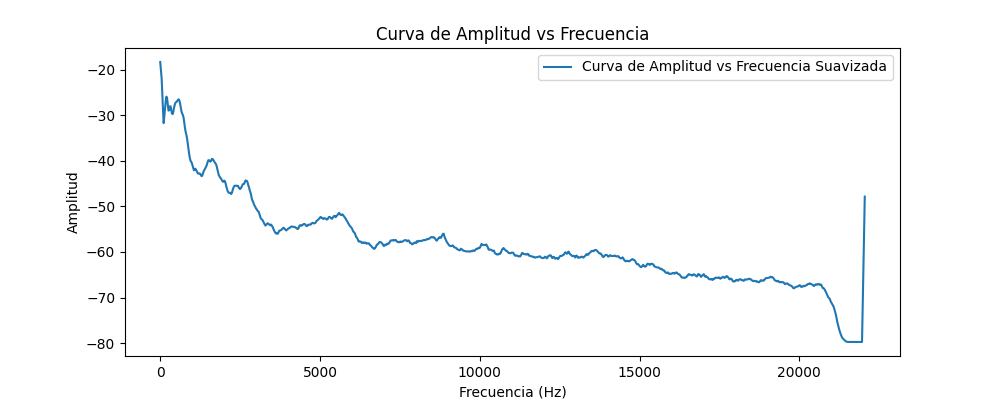 Curva de Amplitud vs Frecuencia
Curva de Amplitud vs Frecuencia Suavizada
−20
−30
−40
−50
−60
−70
−80
Amplitud
0 5000 10000 15000 20000
Frecuencia (Hz)